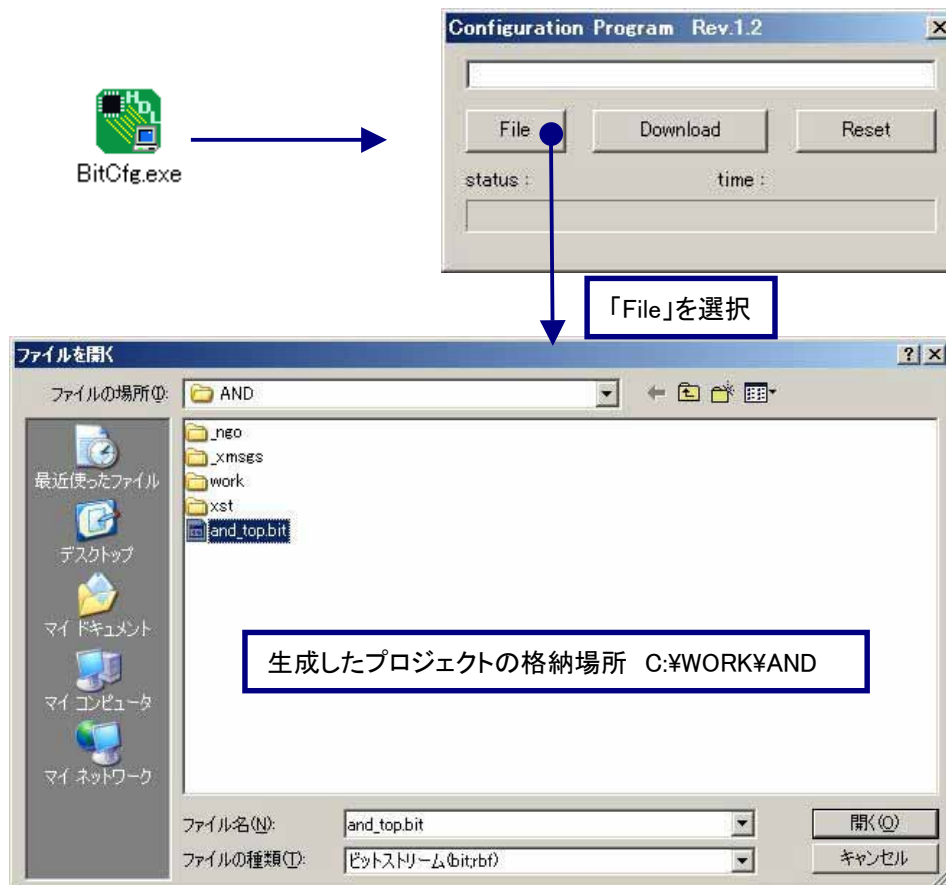 Configuration Program Rev.1.2
HDL
BitCfg.exe
File
Download
Reset
status :
time :
「File」を選択
ファイルを開く
ファイルの場所(I):
AND
最近使ったファイル
デスクトップ
マイ ドキュメント
マイ コンピュータ
マイ ネットワーク
_ngo
_xmsgs
work
xst
and_top.bit
生成したプロジェクトの格納場所 C:¥WORK¥AND
ファイル名(N):
and_top.bit
開く(O)
ファイルの種類(T):
ビットストリーム(bit;rbf)
キャンセル